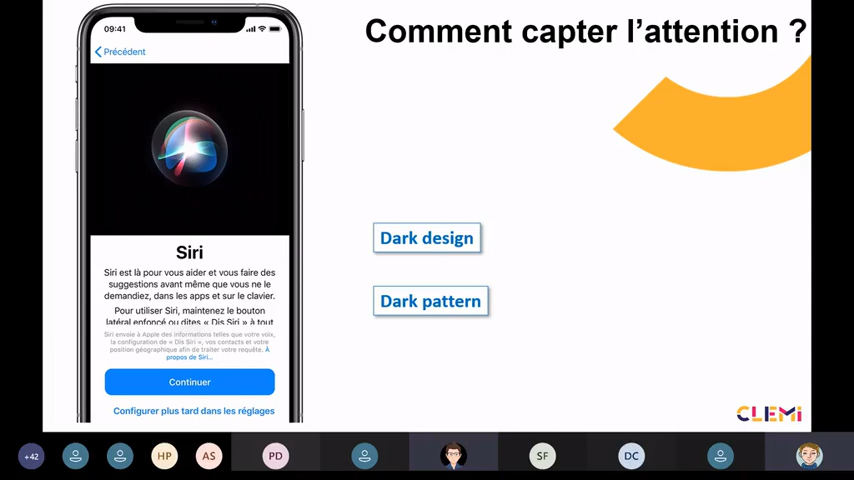 Comment capter l'attention ?
09:41
Précédent
Siri
Siri est là pour vous aider et vous faire des
suggestions avant même que vous ne le
demandiez, dans les apps et sur le clavier.
Pour utiliser Siri, maintenez le bouton
latéral enfoncé ou dites « Dis Siri » à tout
Siri envoie à Apple des informations telles que votre voix,
la configuration de « Dis Siri », vos contacts et votre
position géographique afin de traiter votre requête. À
propos de Siri...
Continuer
Configurer plus tard dans les réglages
Dark design
Dark pattern
CLEMI
+42
HP
AS
PD
SF
DC